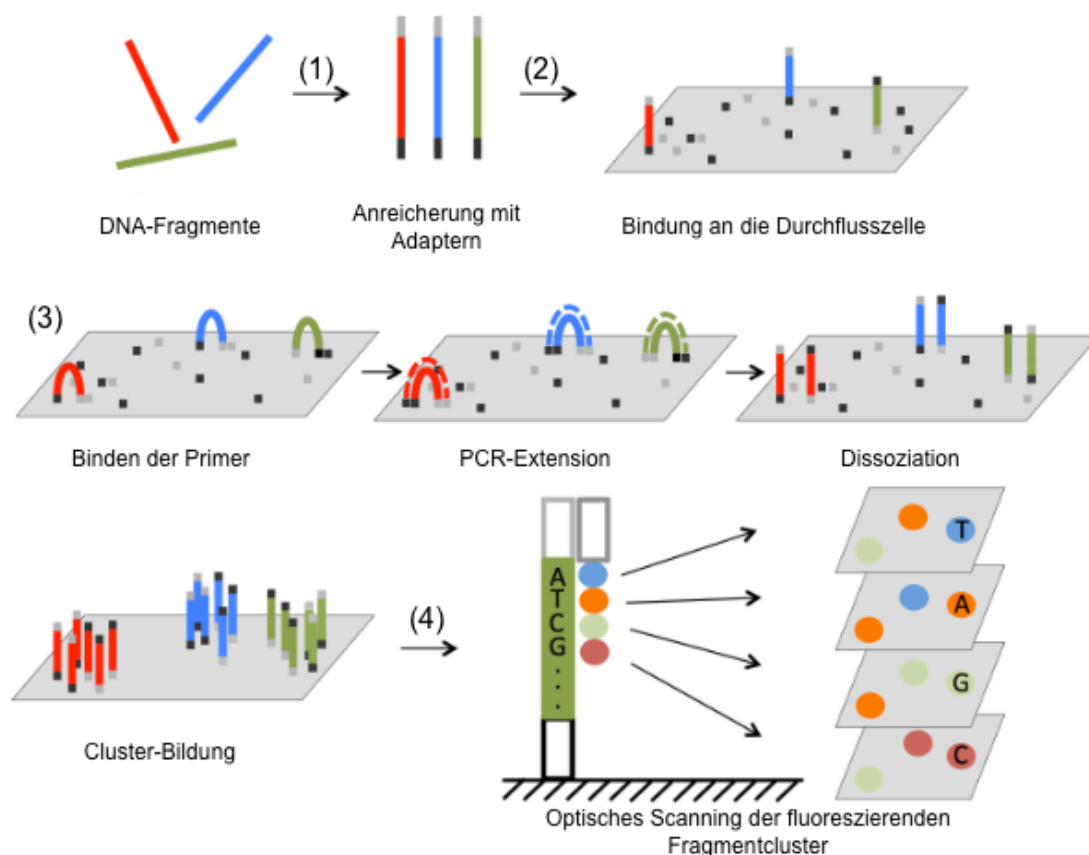 (1)
(2)
DNA-Fragmente
Anreicherung mit
Adaptern
Bindung an die Durchflusszelle
(3)
Binden der Primer
PCR-Extension
Dissoziation
(4)
A
T
C
G
.
.
.
T
A
G
C
Cluster-Bildung
Optisches Scanning der fluoreszierenden
Fragmentcluster